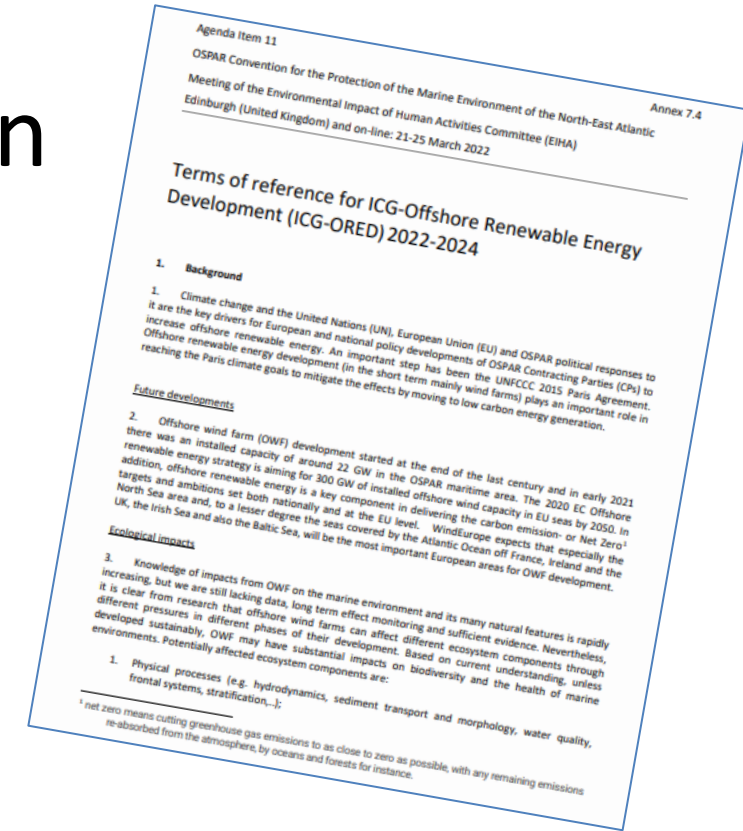 n
Agenda Item 11
Annex 7.4
OSPAR Convention for the Protection of the Marine Environment of the North-East Atlantic
Meeting of the Environmental Impact of Human Activities Committee (EIHA)
Edinburgh (United Kingdom) and on-line: 21-25 March 2022
Terms of reference for ICG-Offshore Renewable Energy
Development (ICG-ORED) 2022-2024
1. Background
1. Climate change and the United Nations (UN), European Union (EU) and OSPAR political responses to
it are the key drivers for European and national policy developments of OSPAR Contracting Parties (CPs) to
increase offshore renewable energy. An important step has been the UNFCCC 2015 Paris Agreement.
Offshore renewable energy development (in the short term mainly wind farms) plays an important role in
reaching the Paris climate goals to mitigate the effects by moving to low carbon energy generation.
Future developments
2. Offshore wind farm (OWF) development started at the end of the last century and in early 2021
there was an installed capacity of around 22 GW in the OSPAR maritime area. The 2020 EC Offshore
renewable energy strategy is aiming for 300 GW of installed offshore wind capacity in EU seas by 2050. In
addition, offshore renewable energy is a key component in delivering the carbon emission- or Net Zero¹
targets and ambitions set both nationally and at the EU level. WindEurope expects that especially the
North Sea area and, to a lesser degree the seas covered by the Atlantic Ocean off France, Ireland and the
UK, the Irish Sea and also the Baltic Sea, will be the most important European areas for OWF development.
Ecological impacts
3. Knowledge of impacts from OWF on the marine environment and its many natural features is rapidly
increasing, but we are still lacking data, long term effect monitoring and sufficient evidence. Nevertheless,
it is clear from research that offshore wind farms can affect different ecosystem components through
different pressures in different phases of their development. Based on current understanding, unless
developed sustainably, OWF may have substantial impacts on biodiversity and the health of marine
environments. Potentially affected ecosystem components are:
1. Physical processes (e.g. hydrodynamics, sediment transport and morphology, water quality,
frontal systems, stratification,..);
¹ net zero means cutting greenhouse gas emissions to as close to zero as possible, with any remaining emissions
re-absorbed from the atmosphere, by oceans and forests for instance.